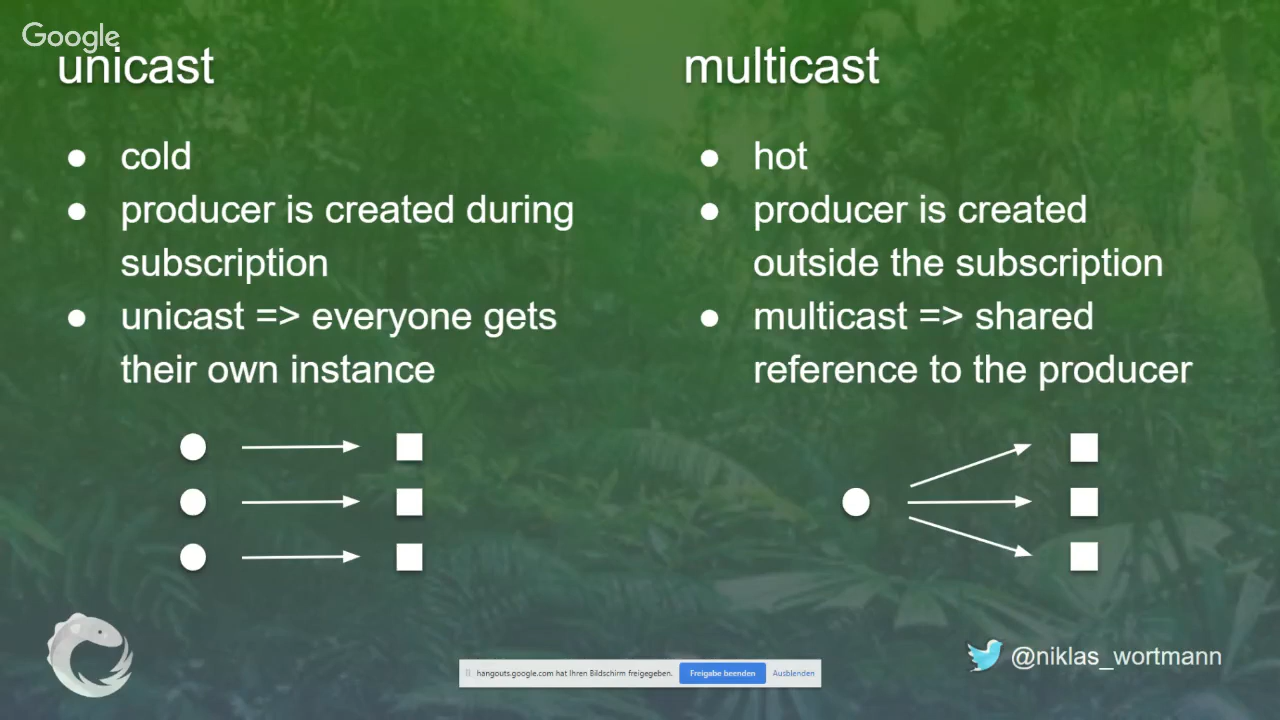 Google
unicast
● cold
● producer is created during
subscription
● unicast => everyone gets
their own instance
multicast
● hot
● producer is created
outside the subscription
● multicast => shared
reference to the producer
@niklas_wortmann
hangouts.google.com hat Ihren Bildschirm freigegeben.
Freigabe beenden
Ausblenden